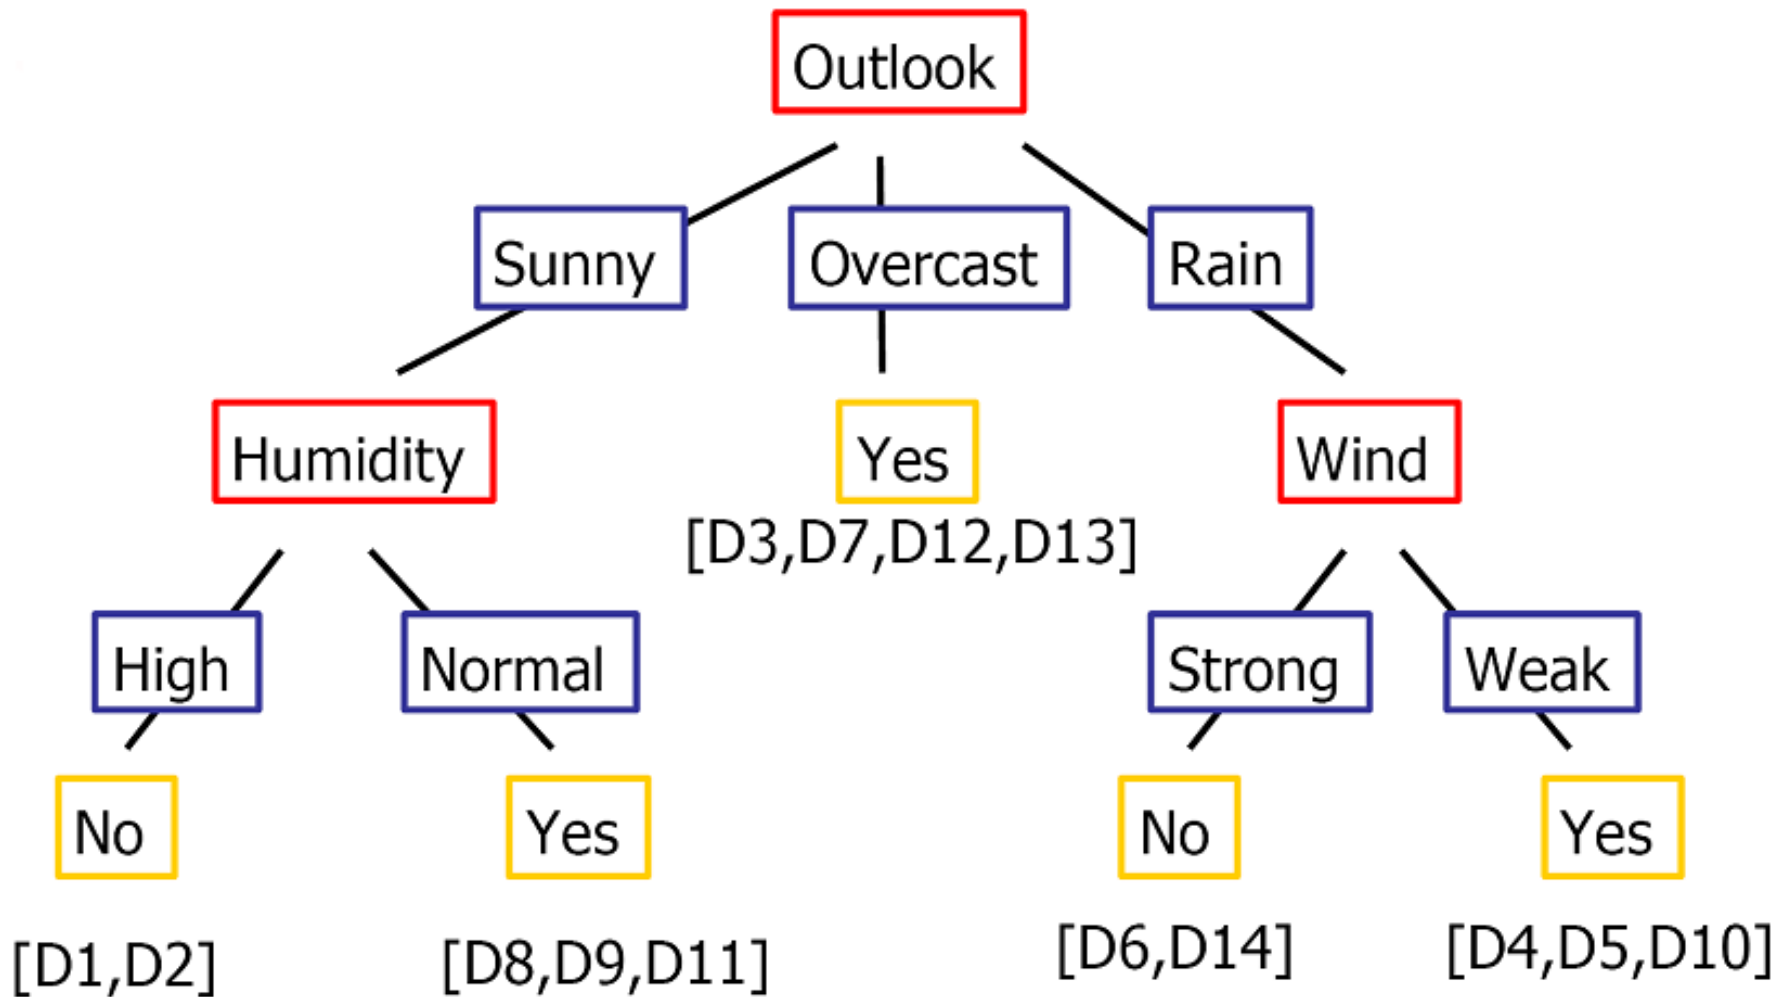 Outlook
Sunny Overcast Rain
Humidity Yes Wind
[D3,D7,D12,D13]
High Normal Strong Weak
No Yes No Yes
[D1,D2] [D8,D9,D11] [D6,D14] [D4,D5,D10]